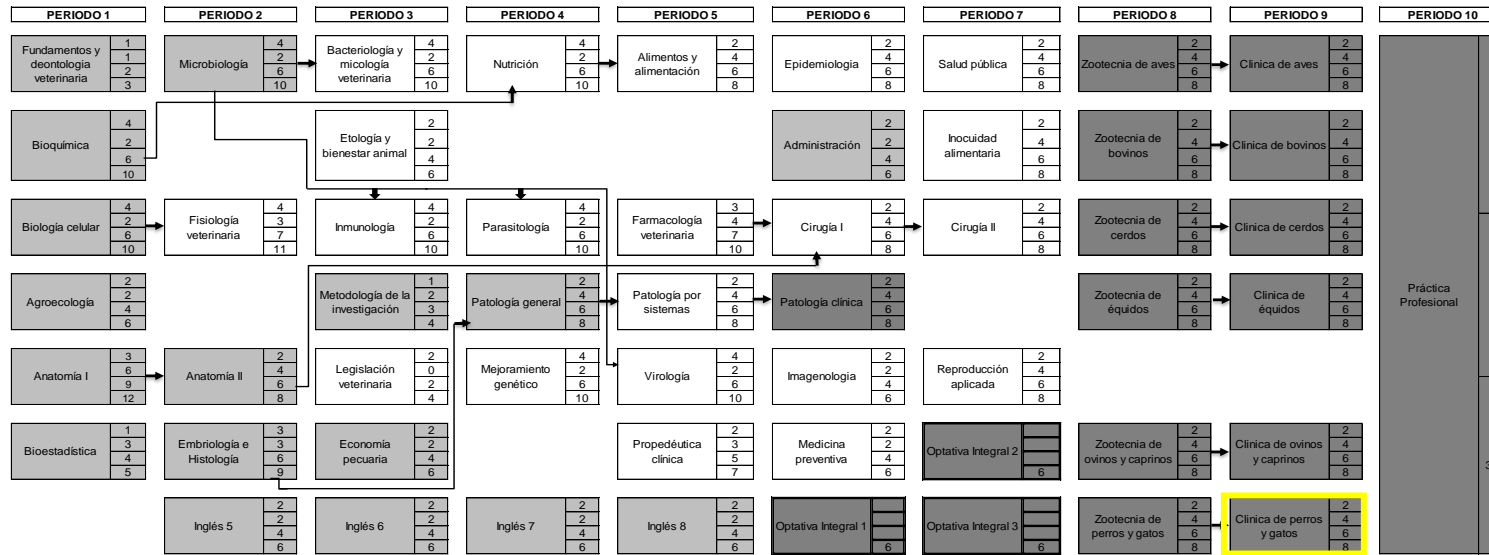 PERIODO 1 PERIODO 2 PERIODO 3 PERIODO 4 PERIODO 5 PERIODO 6 PERIODO 7 PERIODO 8 PERIODO 9 PERIODO 10
Fundamentos y deontologia veterinaria 1 1 2 3
Microbiología 4 2 6 10
Bacteriología y micología veterinaria 4 2 6 10
Nutrición 4 2 6 10
Alimentos y alimentación 2 4 6 8
Epidemiologia 2 4 6 8
Salud pública 2 4 6 8
Zootecnia de aves 2 4 6 8
Clinica de aves 2 4 6 8
Bioquímica 4 2 6 10
Etología y bienestar animal 2 2 4 6
Administración 2 2 4 6
Inocuidad alimentaria 2 4 6 8
Zootecnia de bovinos 2 4 6 8
Clinica de bovinos 2 4 6 8
Biología celular 4 2 6 10
Fisiología veterinaria 4 3 7 11
Inmunología 4 2 6 10
Parasitología 4 2 6 10
Farmacología veterinaria 3 4 7 10
Cirugía I 2 4 6 8
Cirugía II 2 4 6 8
Zootecnia de cerdos 2 4 6 8
Clinica de cerdos 2 4 6 8
Agroecología 2 2 4 6
Metodología de la investigación 1 2 3 4
Patología general 2 4 6 8
Patología por sistemas 2 4 6 8
Patología clínica 2 4 6 8
Zootecnia de équidos 2 4 6 8
Clinica de équidos 2 4 6 8
Práctica Profesional
Anatomía I 3 6 9 12
Anatomía II 2 4 6 8
Legislación veterinaria 2 0 2 4
Mejoramiento genético 4 2 6 10
Virología 4 2 6 10
Imagenologia 2 2 4 6
Reproducción aplicada 2 4 6 8
Bioestadística 1 3 4 5
Embriología e Histología 3 3 6 9
Economía pecuaria 2 2 4 6
Propedéutica clínica 2 3 5 7
Medicina preventiva 2 2 4 6
Optativa Integral 2 6
Zootecnia de ovinos y caprinos 2 4 6 8
Clinica de ovinos y caprinos 2 4 6 8
Inglés 5 2 2 4 6
Inglés 6 2 2 4 6
Inglés 7 2 2 4 6
Inglés 8 2 2 4 6
Optativa Integral 1 6
Optativa Integral 3 6
Zootecnia de perros y gatos 2 4 6 8
Clinica de perros y gatos 2 4 6 8